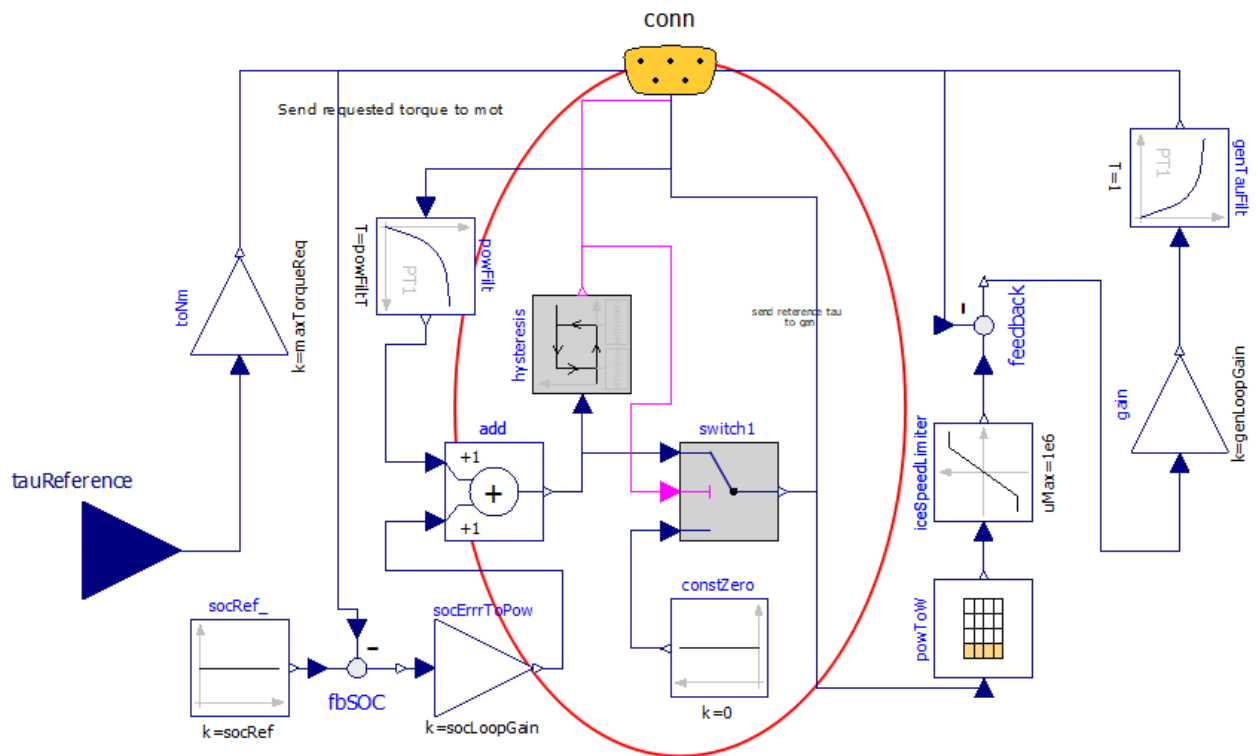 conn
Send requested torque to mot
genTauFilt
PT1
T=1
powFilt
PT1
T=powFiltT
toNm
k=maxTorqueReq
hysteresis
send reference tau
to gen
feedback
-
gain
k=genLoopGain
add
+1
+
+1
switch1
iceSpeedLimiter
uMax=1e6
tauReference
socRef_
k=socRef
-
fbSOC
socErrrToPow
k=socLoopGain
constZero
k=0
powToW